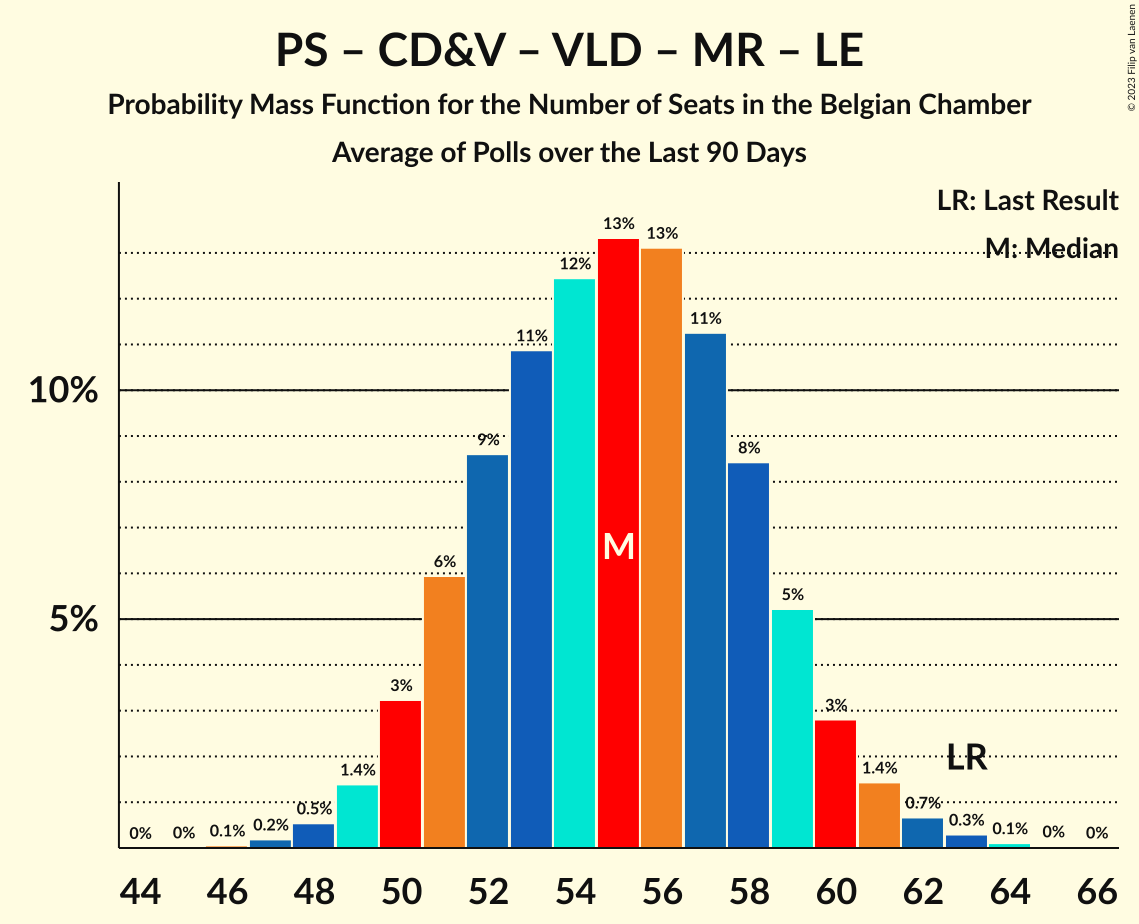 PS – CD&V – VLD – MR – LE
Probability Mass Function for the Number of Seats in the Belgian Chamber
Average of Polls over the Last 90 Days
© 2023 Filip van Laenen
LR: Last Result
M: Median
10%
5%
0%
0%
0.1%
0.2%
0.5%
1.4%
3%
6%
9%
11%
12%
13%
13%
11%
8%
5%
3%
1.4%
0.7%
0.3%
0.1%
0%
0%
M
LR
44 46 48 50 52 54 56 58 60 62 64 66